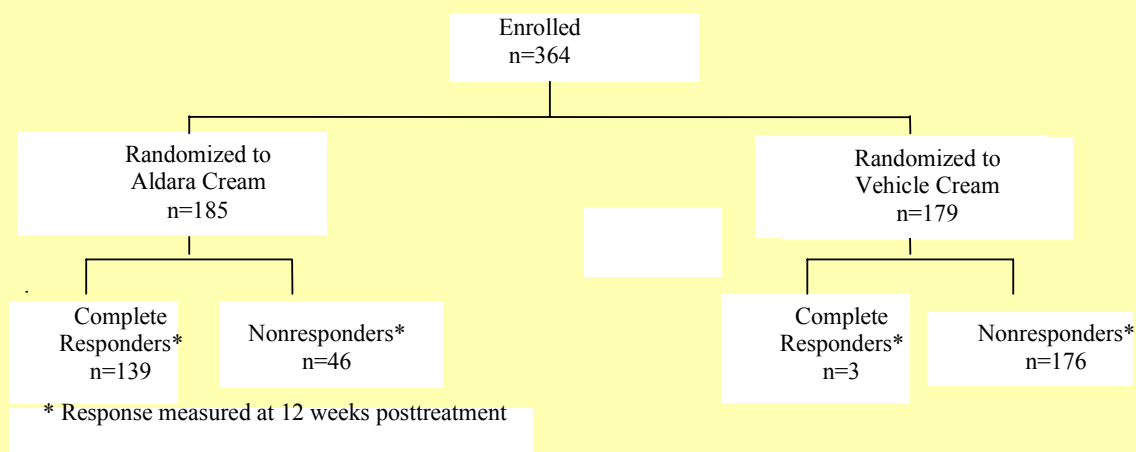 Enrolled
n=364
Randomized to
Aldara Cream
n=185
Randomized to
Vehicle Cream
n=179
Complete
Responders*
n=139
Nonresponders*
n=46
Complete
Responders*
n=3
Nonresponders*
n=176
* Response measured at 12 weeks posttreatment